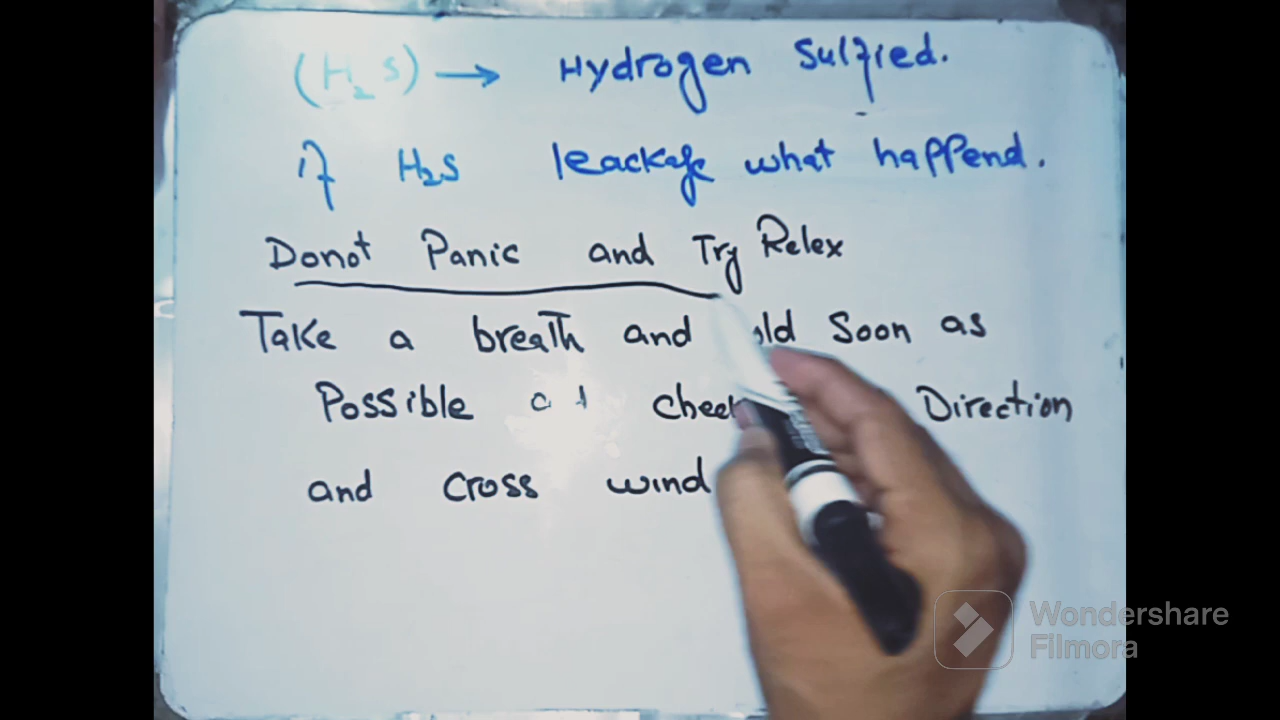 (H₂S) → Hydrogen Sulfied.
if H₂S leackage what happend.
Donot Panic and Try Relex
Take a breath and old Soon as
Possible Direction
and cross wind
Wondershare
Filmora